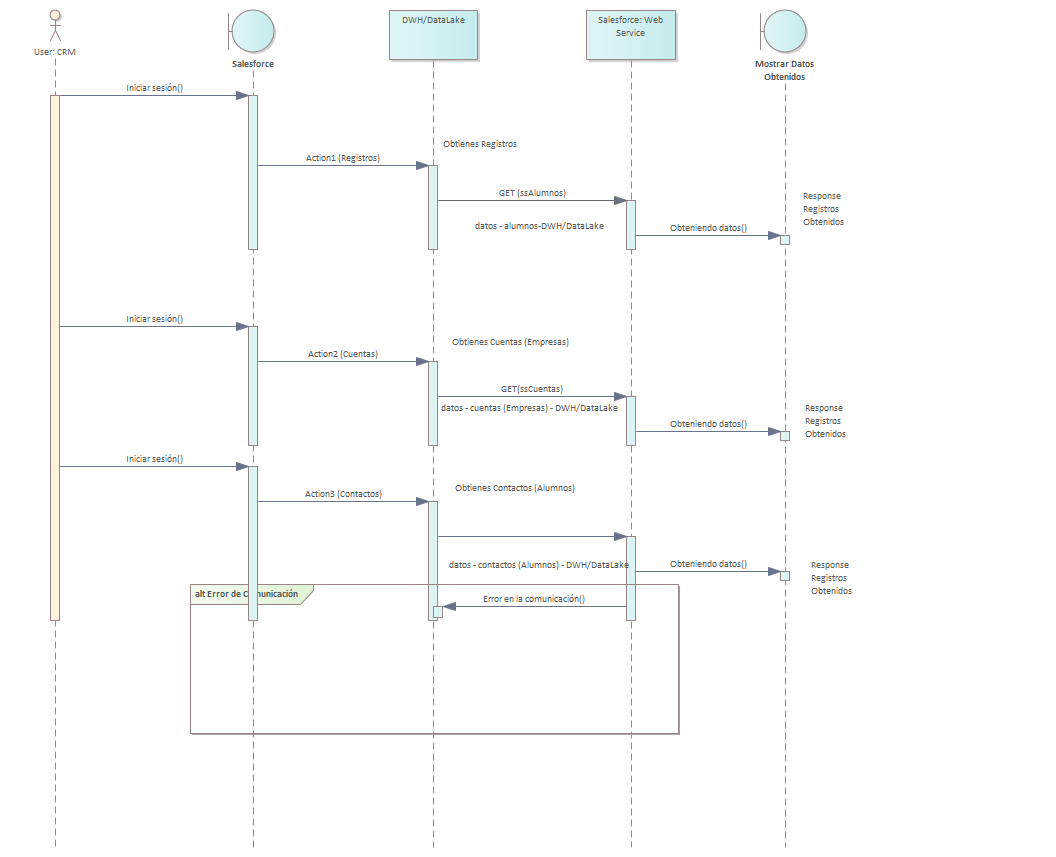 User: CRM
Salesforce
DWH/DataLake
Salesforce: Web
Service
Mostrar Datos
Obtenidos
Iniciar sesión()
Obtienes Registros
Action1 (Registros)
GET (ssAlumnos)
datos - alumnos-DWH/DataLake
Obteniendo datos()
Response
Registros
Obtenidos
Iniciar sesión()
Obtienes Cuentas (Empresas)
Action2 (Cuentas)
GET(ssCuentas)
datos - cuentas (Empresas) - DWH/DataLake
Obteniendo datos()
Response
Registros
Obtenidos
Iniciar sesión()
Obtienes Contactos (Alumnos)
Action3 (Contactos)
datos - contactos (Alumnos) - DWH/DataLake
Obteniendo datos()
Response
Registros
Obtenidos
alt Error de Comunicación
Error en la comunicación()